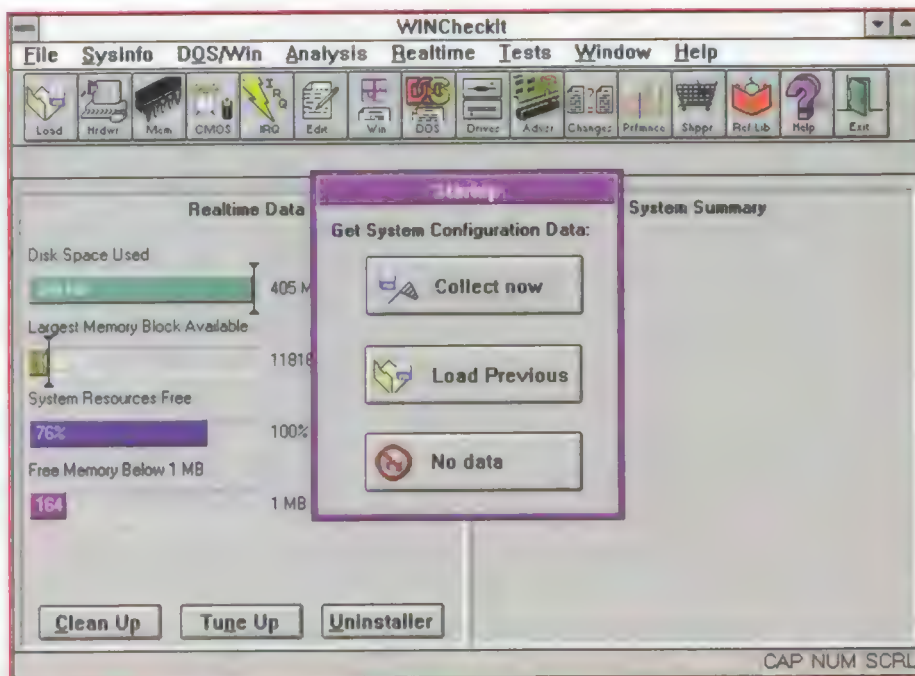 WINCheckIt
File SysInfo DOS/Win Analysis Realtime Tests Window Help
Load Hrdwr Mem CMOS IRQ Edit Win DOS Drives Advsr Changes Prfmnce Shppr Ref Lib Help Exit
Startup
Realtime Data
System Summary
Get System Configuration Data:
Disk Space Used
405 M
Collect now
Largest Memory Block Available
11818
Load Previous
System Resources Free
76%
100%
No data
Free Memory Below 1 MB
164
1 MB
Clean Up Tune Up Uninstaller
CAP NUM SCRL